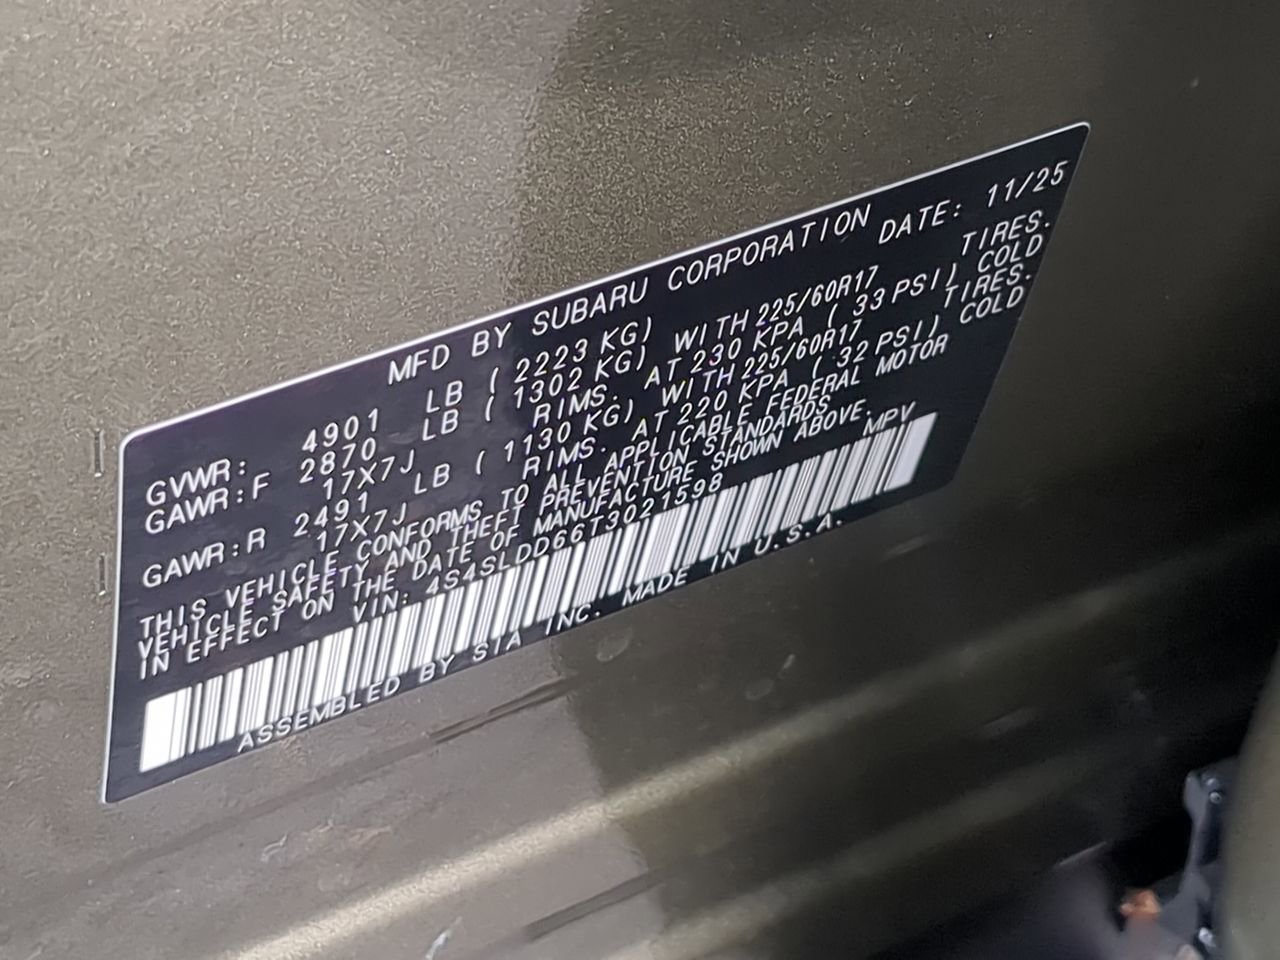 MFD BY SUBARU CORPORATION DATE: 11/25
GVWR: 4901 LB ( 2223 KG)
GAWR:F 2870 LB ( 1302 KG) WITH 225/60R17 TIRES.
17X7J RIMS. AT 230 KPA ( 33 PSI) COLD
GAWR:R 2491 LB ( 1130 KG) WITH 225/60R17 TIRES.
17X7J RIMS. AT 220 KPA ( 32 PSI) COLD
THIS VEHICLE CONFORMS TO ALL APPLICABLE FEDERAL MOTOR
VEHICLE SAFETY AND THEFT PREVENTION STANDARDS
IN EFFECT ON THE DATE OF MANUFACTURE SHOWN ABOVE.
VIN: 4S4SLDD66T3021598 MPV
ASSEMBLED BY SIA INC. MADE IN U.S.A.